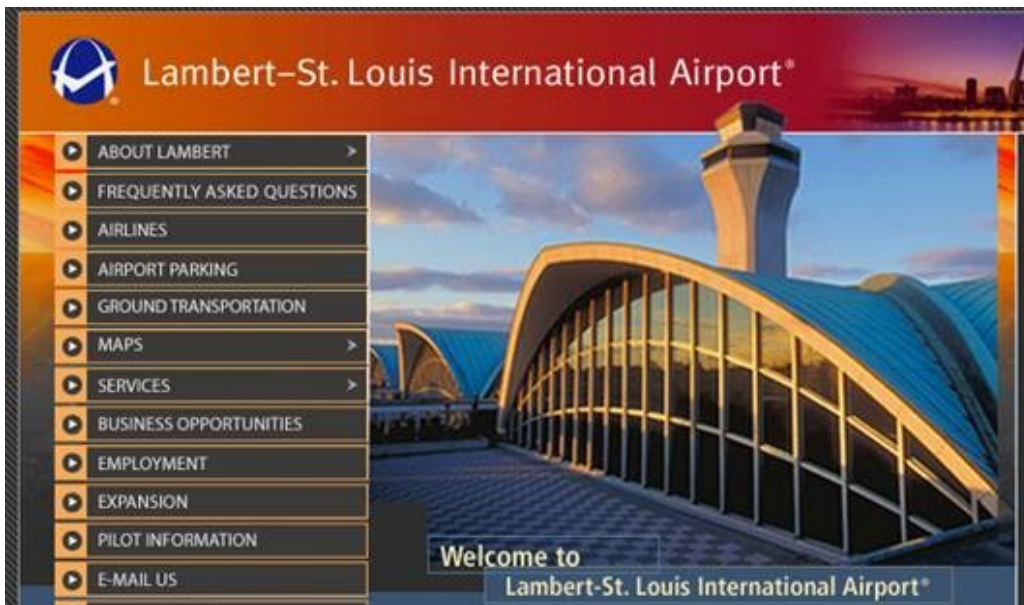 Lambert–St. Louis International Airport®
ABOUT LAMBERT
FREQUENTLY ASKED QUESTIONS
AIRLINES
AIRPORT PARKING
GROUND TRANSPORTATION
MAPS
SERVICES
BUSINESS OPPORTUNITIES
EMPLOYMENT
EXPANSION
PILOT INFORMATION
E-MAIL US
Welcome to
Lambert-St. Louis International Airport®